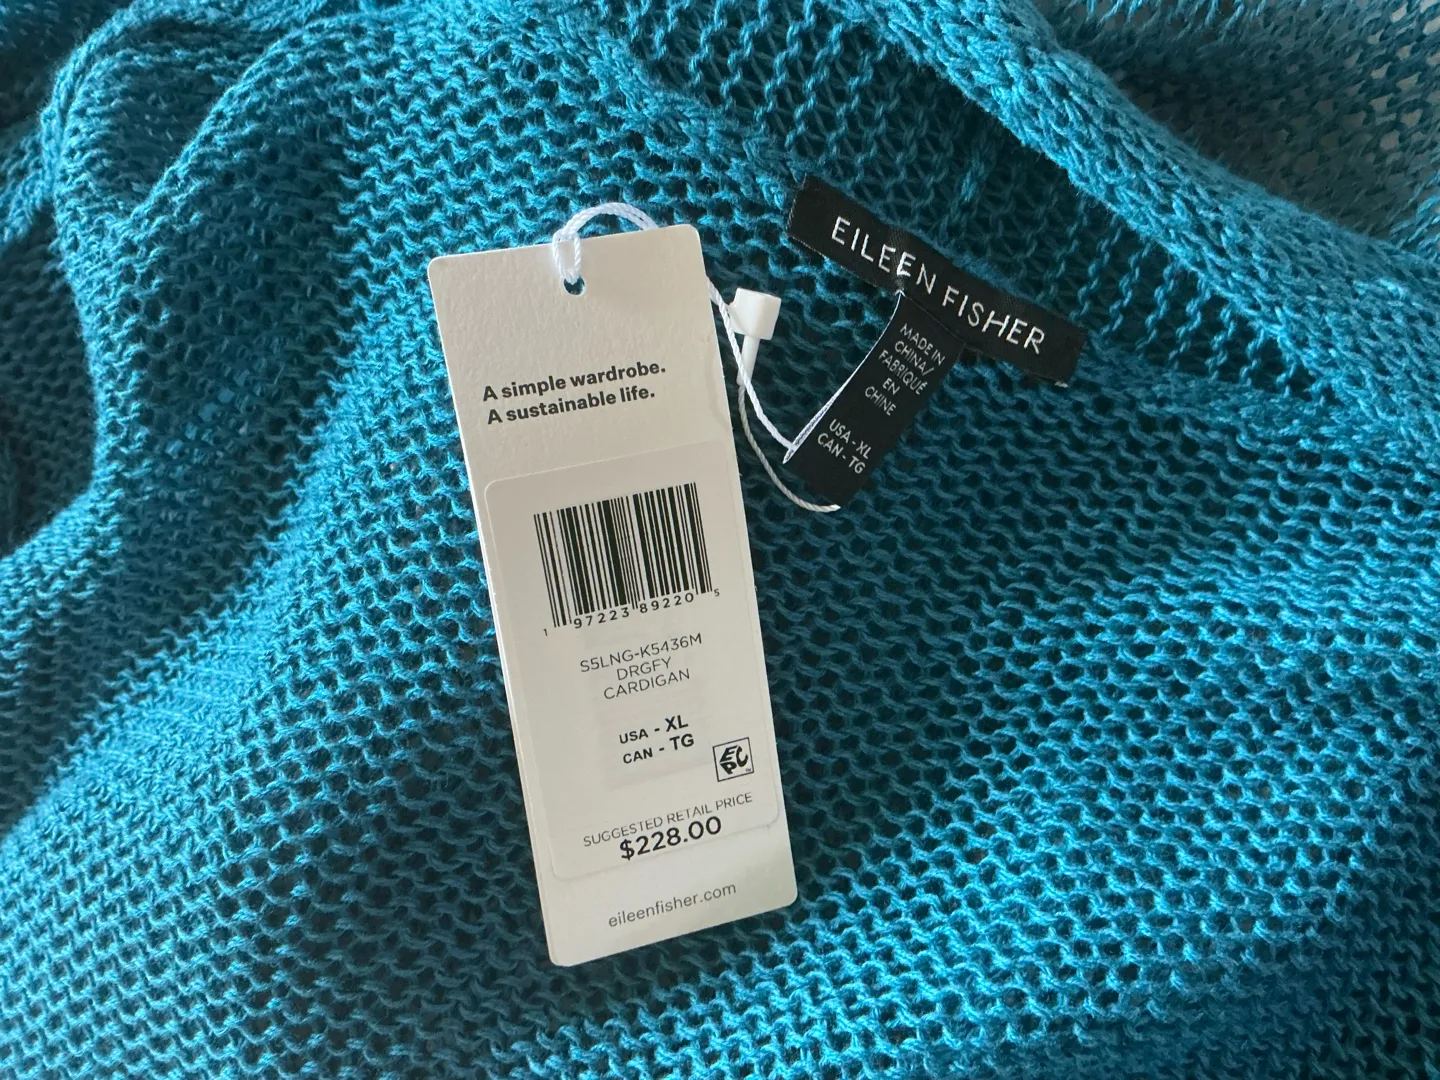 A simple wardrobe.
A sustainable life.
1 97223 89220 5
S5LNG-K5436M
DRGFY
CARDIGAN
USA - XL
CAN - TG
EPC
SUGGESTED RETAIL PRICE
$228.00
eileenfisher.com
EILEEN FISHER
MADE IN
CHINA/
FABRIQUÉ
EN
CHINE
USA - XL
CAN - TG